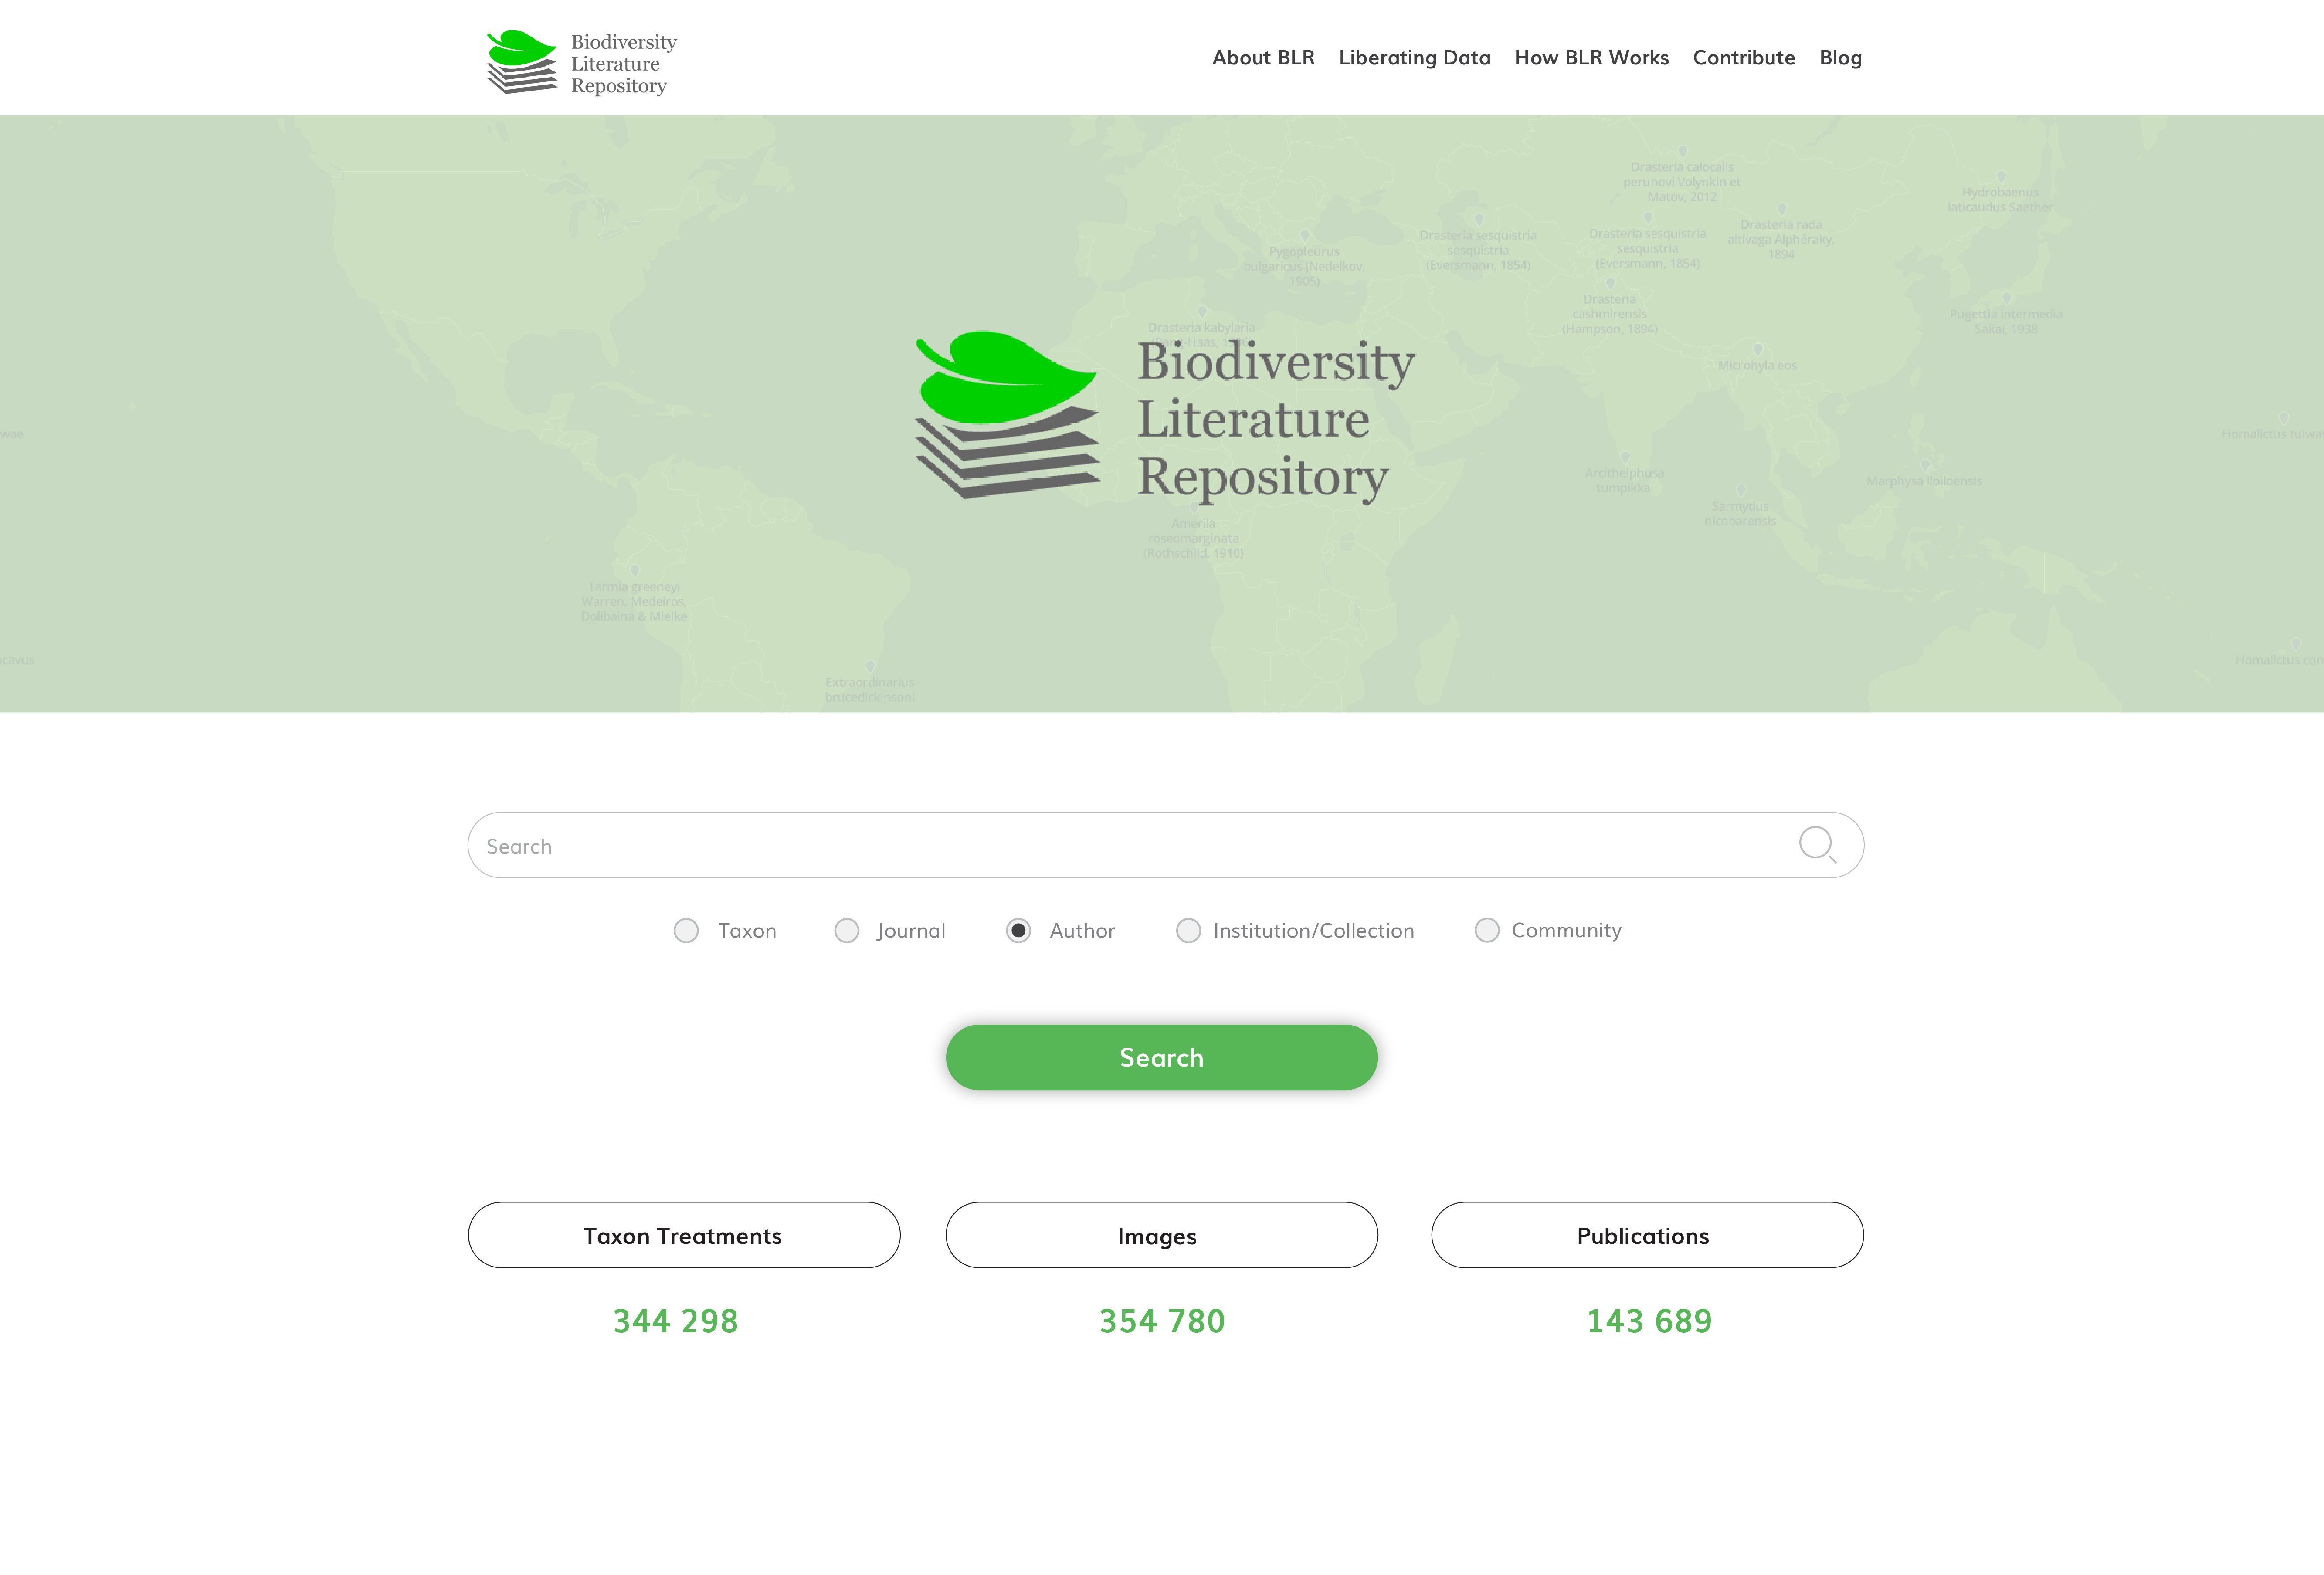 Biodiversity
Literature
Repository
About BLR Liberating Data How BLR Works Contribute Blog
Drasteria calocalis
perunovi Volynkin et
Matov, 2012
Hydrobaenus
laticaudus Saether
Drasteria rada
altivaga Alphéraky,
1894
Drasteria sesquistria
sesquistria
(Eversmann, 1854)
Drasteria sesquistria
sesquistria
(Eversmann, 1854)
Pygopleurus
bulgaricus (Nedelkov,
1905)
Drasteria
cashmirensis
(Hampson, 1894)
Pugettia intermedia
Sakai, 1938
Drasteria kabylaria
Microhyla eos
Biodiversity
Literature
Repository
wae
Homalictus tuiwa
Arcithelphusa
tumpikkai
Marphysa iloiloensis
Sarmydus
nicobarensis
Amerila
roseomarginata
(Rothschild, 1910)
Tarmia greeneyi
Warren, Medeiros,
Dolibaina & Mielke
cavus
Homalictus con
Extraordinarius
brucedickinsoni
Search
Taxon Journal Author Institution/Collection Community
Search
Taxon Treatments Images Publications
344 298 354 780 143 689